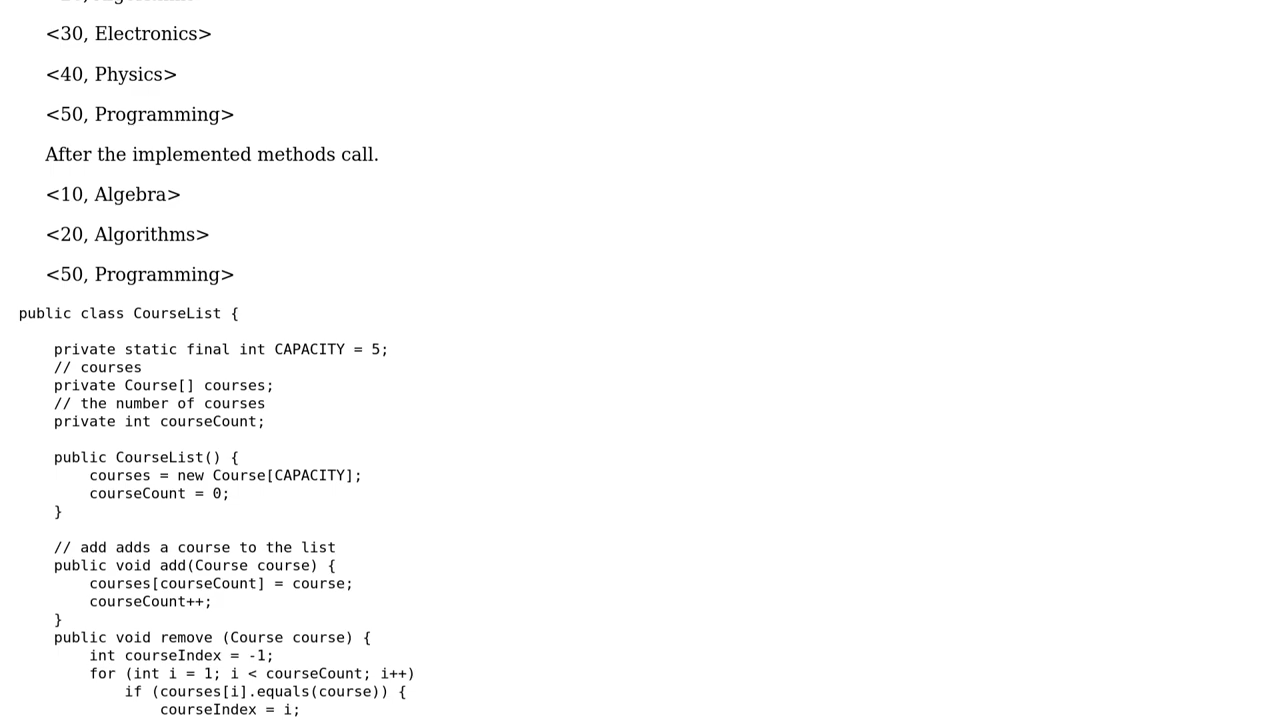 <30, Electronics>
<40, Physics>
<50, Programming>
After the implemented methods call.
<10, Algebra>
<20, Algorithms>
<50, Programming>
public class CourseList {
    private static final int CAPACITY = 5;
    // courses
    private Course[] courses;
    // the number of courses
    private int courseCount;
    public CourseList() {
        courses = new Course[CAPACITY];
        courseCount = 0;
    }
    // add adds a course to the list
    public void add(Course course) {
        courses[courseCount] = course;
        courseCount++;
    }
    public void remove (Course course) {
        int courseIndex = -1;
        for (int i = 1; i < courseCount; i++)
            if (courses[i].equals(course)) {
                courseIndex = i;